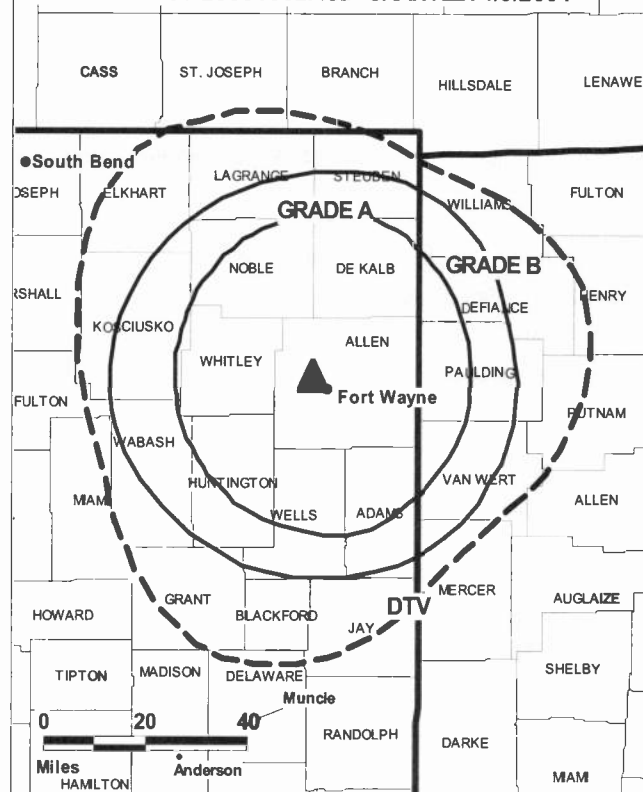 CASS
ST. JOSEPH
BRANCH
HILLSDALE
LENAWE
South Bend
OSEPH
ELKHART
LAGRANGE
STEUBEN
WILLIAMS
FULTON
GRADE A
GRADE B
NOBLE
DE KALB
RSHALL
HENRY
DEFIANCE
KOSCIUSKO
ALLEN
WHITLEY
PAULDING
Fort Wayne
FULTON
PUTNAM
WABASH
HUNTINGTON
VAN WERT
MIAMI
ALLEN
WELLS
ADAMS
MERCER
GRANT
DTV
AUGLAIZE
HOWARD
BLACKFORD
JAY
TIPTON
MADISON
DELAWARE
SHELBY
Muncie
0 20 40
RANDOLPH
DARKE
Miles
Anderson
HAMILTON
MIAMI